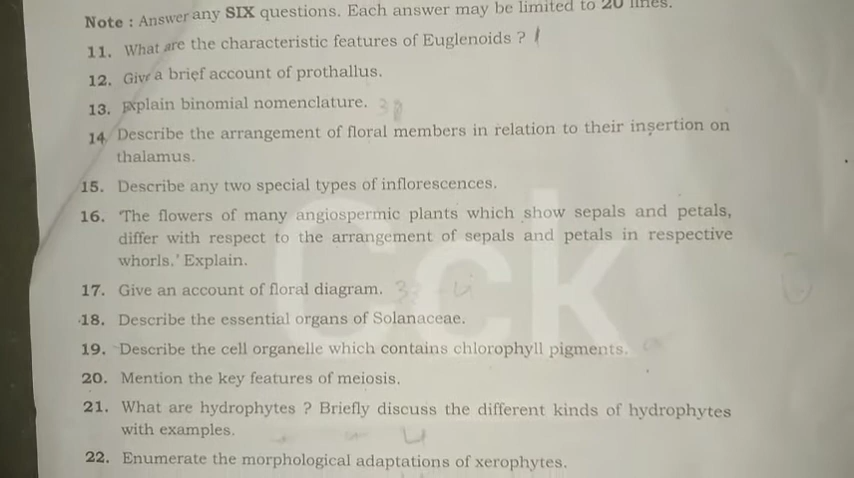 Note : Answer any SIX questions. Each answer may be limited to 20 lines.
11. What are the characteristic features of Euglenoids ?
12. Give a brief account of prothallus.
13. Explain binomial nomenclature.
14. Describe the arrangement of floral members in relation to their insertion on
thalamus.
15. Describe any two special types of inflorescences.
16. 'The flowers of many angiospermic plants which show sepals and petals,
differ with respect to the arrangement of sepals and petals in respective
whorls.' Explain.
17. Give an account of floral diagram.
18. Describe the essential organs of Solanaceae.
19. Describe the cell organelle which contains chlorophyll pigments.
20. Mention the key features of meiosis.
21. What are hydrophytes ? Briefly discuss the different kinds of hydrophytes
with examples.
22. Enumerate the morphological adaptations of xerophytes.
Cck